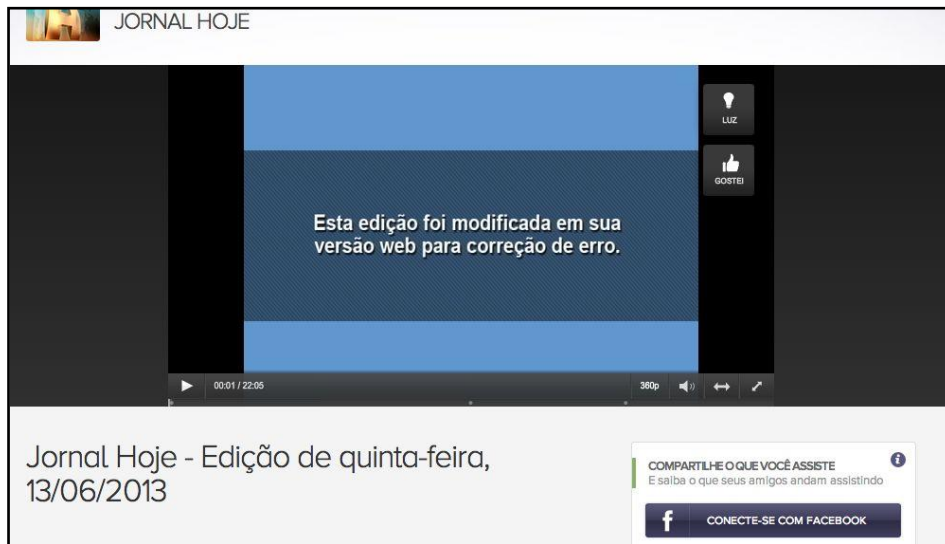 JORNAL HOJE
LUZ
GOSTEI
Esta edição foi modificada em sua
versão web para correção de erro.
00:01 / 22:05
360p
Jornal Hoje - Edição de quinta-feira,
13/06/2013
COMPARTILHE O QUE VOCÊ ASSISTE
E saiba o que seus amigos andam assistindo
f CONECTE-SE COM FACEBOOK